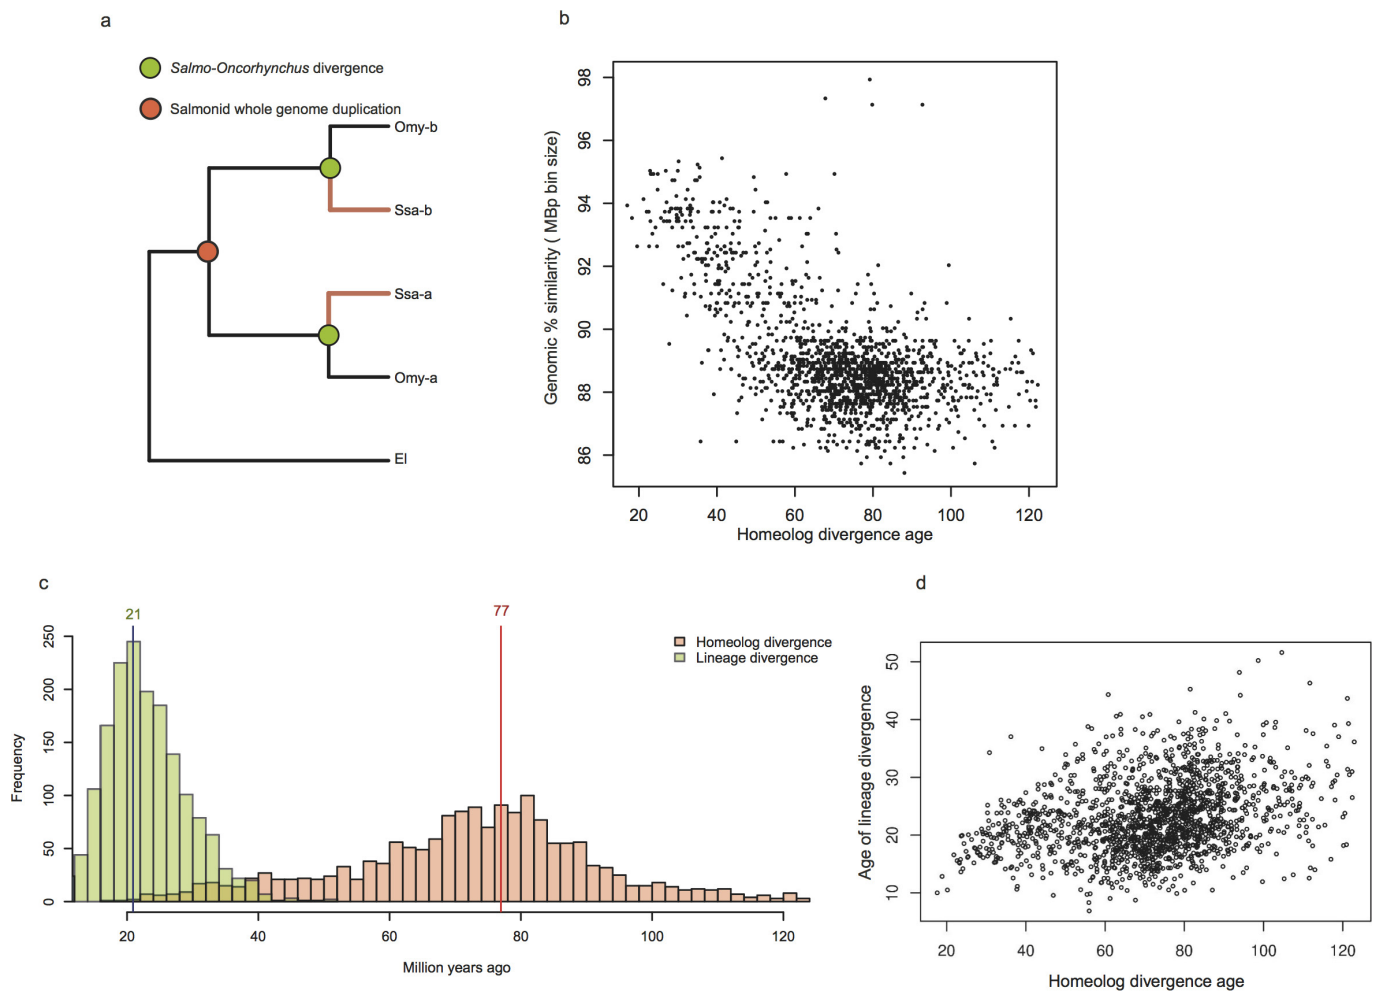 a
Salmo-Oncorhynchus divergence
Salmonid whole genome duplication
Omy-b
Ssa-b
Ssa-a
Omy-a
El
b
Genomic % similarity ( MBp bin size)
98
96
94
92
90
88
86
20 40 60 80 100 120
Homeolog divergence age
c
21
77
Homeolog divergence
Lineage divergence
Frequency
250
200
150
100
50
0
20 40 60 80 100 120
Million years ago
d
Age of lineage divergence
50
40
30
20
10
20 40 60 80 100 120
Homeolog divergence age